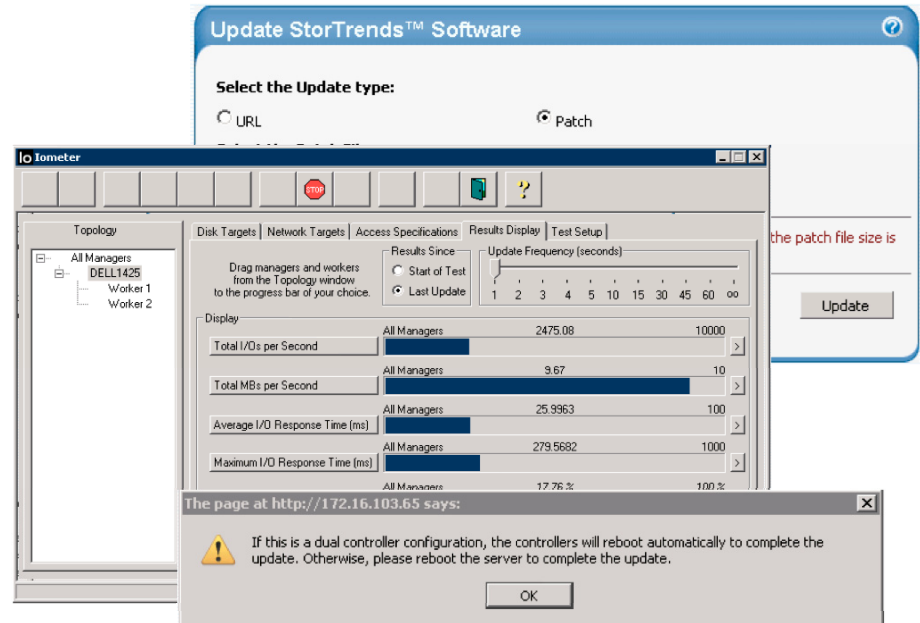 Update StorTrends™ Software
Select the Update type:
URL
Patch
the patch file size is
Update
Iometer
STOP
Topology
All Managers
DELL1425
Worker 1
Worker 2
Disk Targets
Network Targets
Access Specifications
Results Display
Test Setup
Drag managers and workers
from the Topology window
to the progress bar of your choice.
Results Since
Start of Test
Last Update
Update Frequency (seconds)
1 2 3 4 5 10 15 30 45 60 ∞
Display
All Managers 2475.08 10000
Total I/Os per Second
All Managers 9.67 10
Total MBs per Second
All Managers 25.9963 100
Average I/O Response Time (ms)
All Managers 279.5682 1000
Maximum I/O Response Time (ms)
All Managers 17.76 % 100 %
The page at http://172.16.103.65 says:
If this is a dual controller configuration, the controllers will reboot automatically to complete the
update. Otherwise, please reboot the server to complete the update.
OK